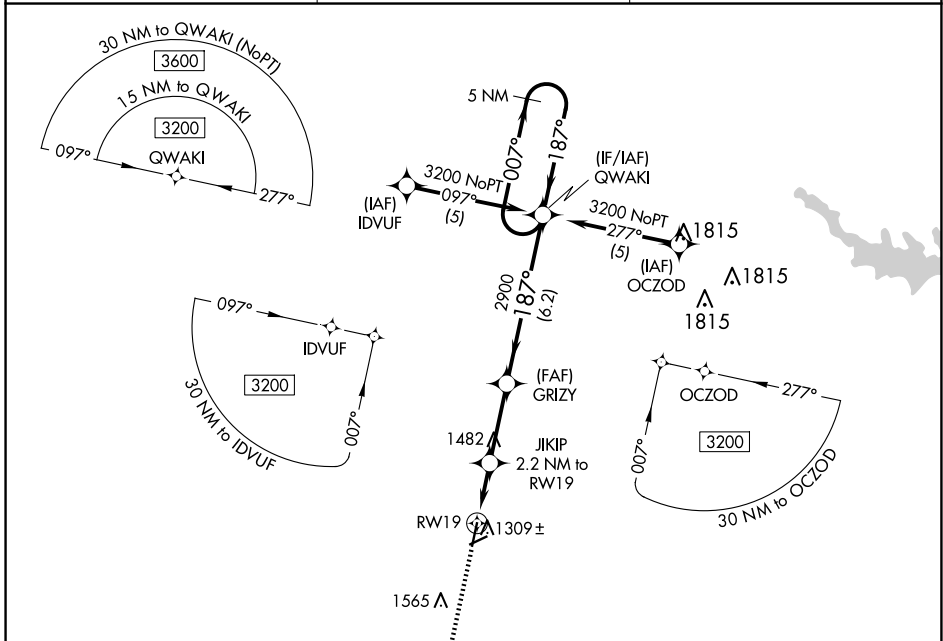 30 NM to QWAKI (NoPT)
3600
15 NM to QWAKI
3200
QWAKI
097°
277°
5 NM
007°
187°
(IF/IAF)
QWAKI
3200 NoPT
097°
(5)
(IAF)
IDVUF
3200 NoPT
277°
(5)
1815
(IAF)
OCZOD
1815
1815
2900
187°
(6.2)
097°
IDVUF
3200
007°
30 NM to IDVUF
(FAF)
GRIZY
OCZOD
277°
3200
007°
30 NM to OCZOD
1482
JIKIP
2.2 NM to
RW19
RW19
1309±
1565